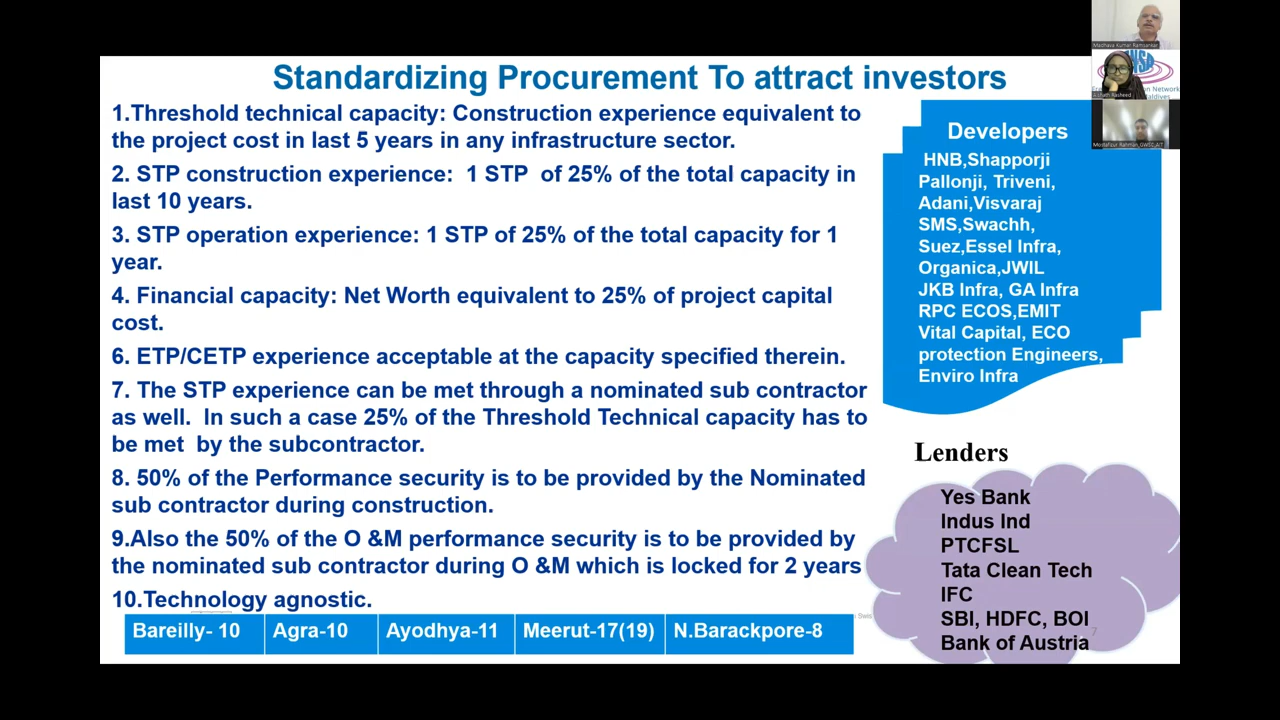 Standardizing Procurement To attract investors
1.Threshold technical capacity: Construction experience equivalent to
the project cost in last 5 years in any infrastructure sector.
2. STP construction experience: 1 STP of 25% of the total capacity in
last 10 years.
3. STP operation experience: 1 STP of 25% of the total capacity for 1
year.
4. Financial capacity: Net Worth equivalent to 25% of project capital
cost.
6. ETP/CETP experience acceptable at the capacity specified therein.
7. The STP experience can be met through a nominated sub contractor
as well. In such a case 25% of the Threshold Technical capacity has to
be met by the subcontractor.
8. 50% of the Performance security is to be provided by the Nominated
sub contractor during construction.
9.Also the 50% of the O &M performance security is to be provided by
the nominated sub contractor during O &M which is locked for 2 years
10.Technology agnostic.
Bareilly- 10
Agra-10
Ayodhya-11
Meerut-17(19)
N.Barackpore-8
Developers
HNB,Shapporji
Pallonji, Triveni,
Adani,Visvaraj
SMS,Swachh,
Suez,Essel Infra,
Organica,JWIL
JKB Infra, GA Infra
RPC ECOS,EMIT
Vital Capital, ECO
protection Engineers,
Enviro Infra
Lenders
Yes Bank
Indus Ind
PTCFSL
Tata Clean Tech
IFC
SBI, HDFC, BOI
Bank of Austria
7
Madhava Kumar
Rasheed
Network
Maldives